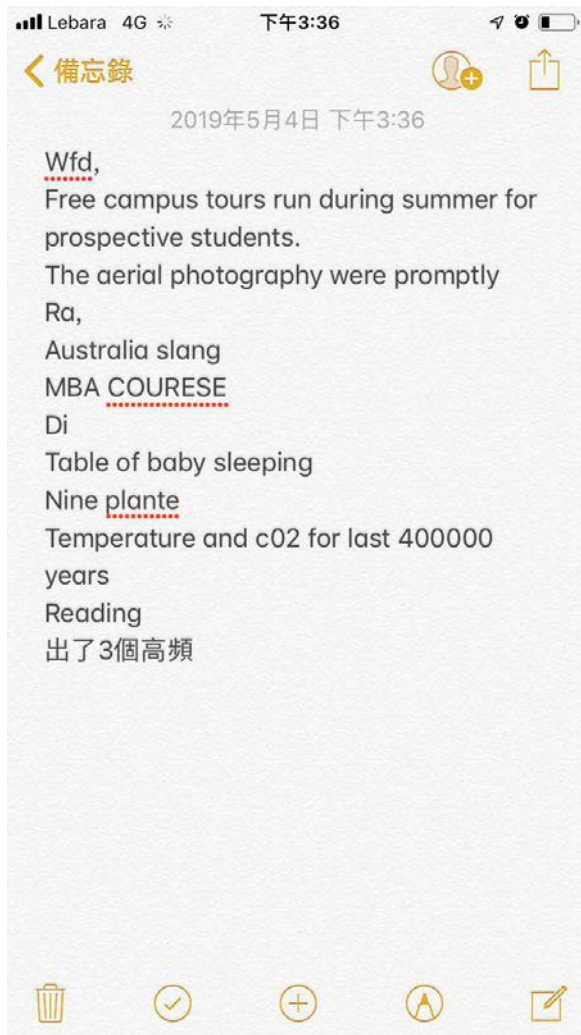 Lebara 4G 下午3:36
備忘錄
2019年5月4日 下午3:36
Wfd,
Free campus tours run during summer for
prospective students.
The aerial photography were promptly
Ra,
Australia slang
MBA COURESE
Di
Table of baby sleeping
Nine plante
Temperature and c02 for last 400000
years
Reading
出了3個高頻